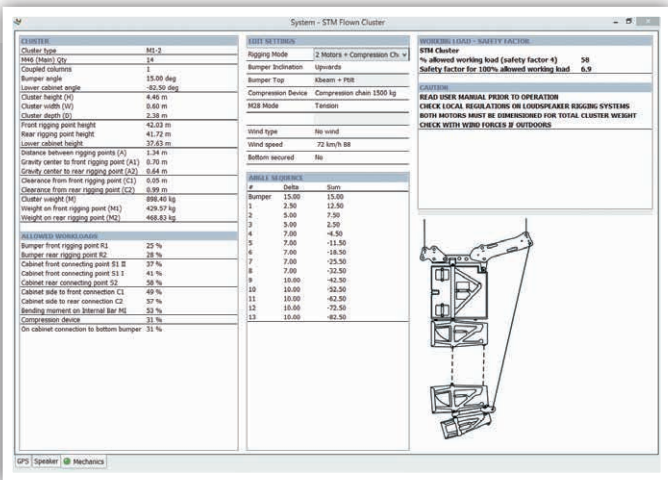 System - STM Flown Cluster
CLUSTER
Cluster type M1-2
M46 (Main) Qty 14
Coupled columns 1
Bumper angle 15.00 deg
Lower cabinet angle -82.50 deg
Cluster height (H) 4.46 m
Cluster width (W) 0.60 m
Cluster depth (D) 2.38 m
Front rigging point height 42.03 m
Rear rigging point height 41.72 m
Lower cabinet height 37.63 m
Distance between rigging points (A) 1.34 m
Gravity center to front rigging point (A1) 0.70 m
Gravity center to rear rigging point (A2) 0.64 m
Clearance from front rigging point (C1) 0.05 m
Clearance from rear rigging point (C2) 0.99 m
Cluster weight (M) 898.40 kg
Weight on front rigging point (M1) 429.57 kg
Weight on rear rigging point (M2) 468.83 kg
ALLOWED WORKLOADS
Bumper front rigging point R1 25 %
Bumper rear rigging point R2 28 %
Cabinet front connecting point S1 II 37 %
Cabinet front connecting point S1 I 41 %
Cabinet rear connecting point S2 58 %
Cabinet side to front connection C1 49 %
Cabinet side to rear connection C2 57 %
Bending moment on Internal Bar MI 53 %
Compression device 31 %
On cabinet connection to bottom bumper 31 %
EDIT SETTINGS
Rigging Mode 2 Motors + Compression Ch
Bumper Inclination Upwards
Bumper Top Kbeam + Pbtt
Compression Device Compression chain 1500 kg
M28 Mode Tension
Wind type No wind
Wind speed 72 km/h B8
Bottom secured No
ANGLE SEQUENCE
# Delta Sum
Bumper 15.00 15.00
1 2.50 12.50
2 5.00 7.50
3 5.00 2.50
4 7.00 -4.50
5 7.00 -11.50
6 7.00 -18.50
7 7.00 -25.50
8 7.00 -32.50
9 10.00 -42.50
10 10.00 -52.50
11 10.00 -62.50
12 10.00 -72.50
13 10.00 -82.50
WORKING LOAD - SAFETY FACTOR
STM Cluster
% allowed working load (safety factor 4) 58
Safety factor for 100% allowed working load 6.9
CAUTION
READ USER MANUAL PRIOR TO OPERATION
CHECK LOCAL REGULATIONS ON LOUDSPEAKER RIGGING SYSTEMS
BOTH MOTORS MUST BE DIMENSIONED FOR TOTAL CLUSTER WEIGHT
CHECK WITH WIND FORCES IF OUTDOORS
GPS Speaker Mechanics